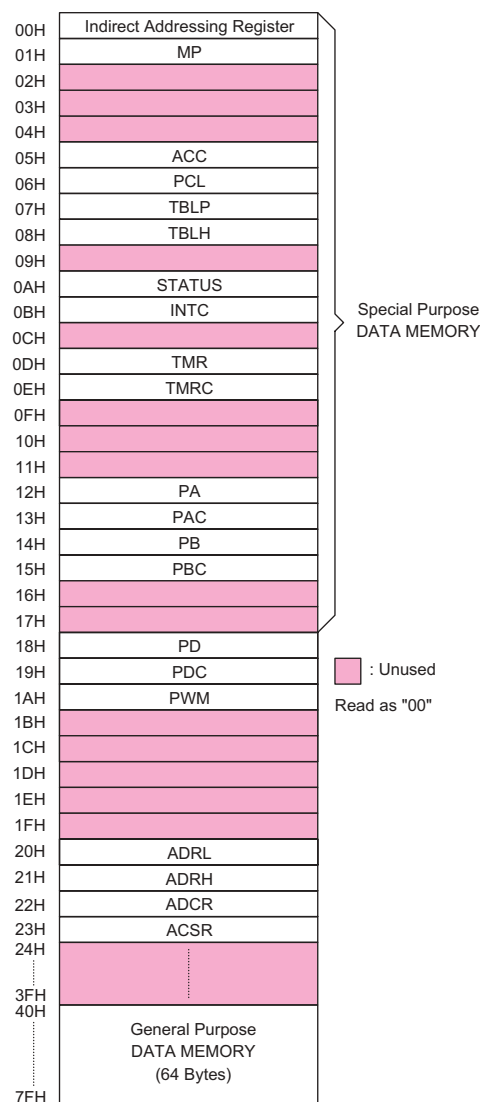 00H Indirect Addressing Register
01H MP
02H
03H
04H
05H ACC
06H PCL
07H TBLP
08H TBLH
09H
0AH STATUS
0BH INTC
0CH
0DH TMR
0EH TMRC
0FH
10H
11H
12H PA
13H PAC
14H PB
15H PBC
16H
17H
Special Purpose
DATA MEMORY
18H PD
19H PDC
1AH PWM
1BH
1CH
1DH
1EH
1FH
20H ADRL
21H ADRH
22H ADCR
23H ACSR
24H
3FH
40H
General Purpose
DATA MEMORY
(64 Bytes)
7FH
: Unused
Read as "00"